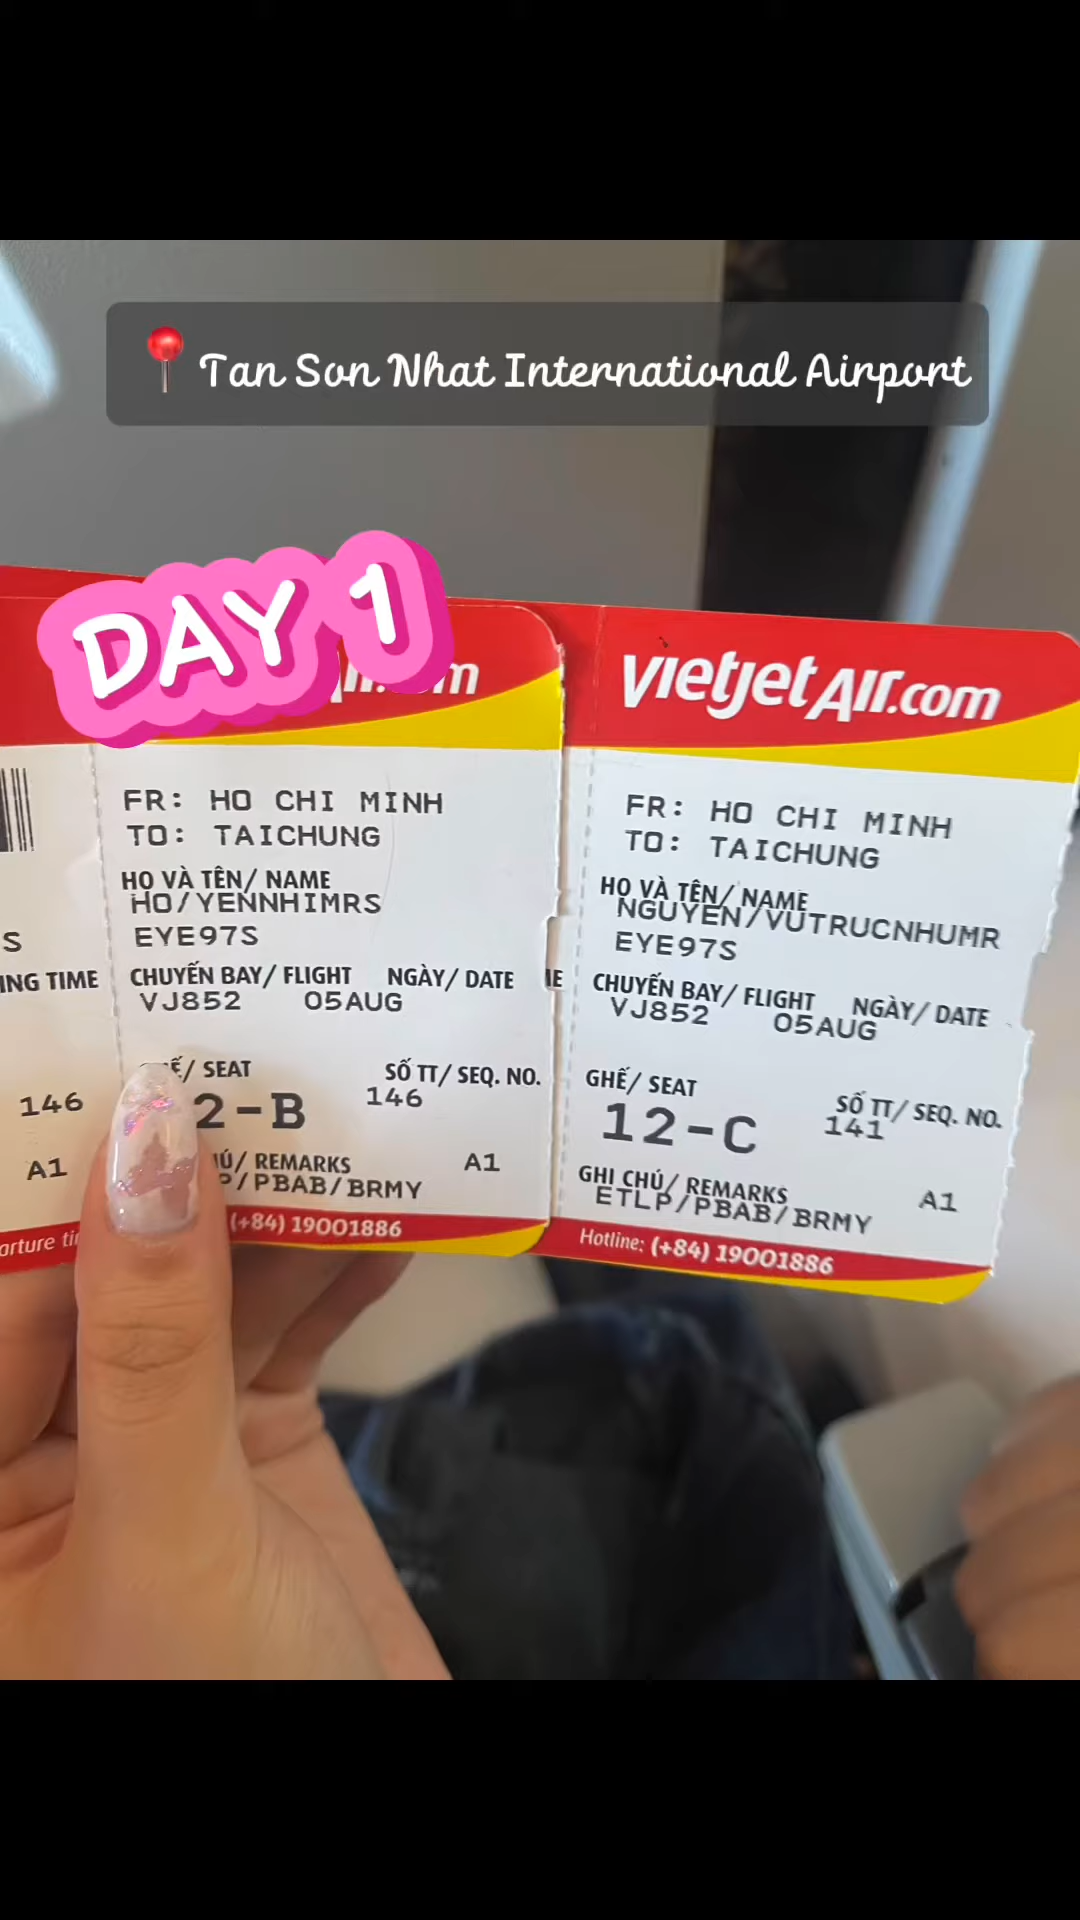 Tan Son Nhat International Airport
DAY 1
vietjetAir.com
FR: HO CHI MINH
TO: TAICHUNG
HỌ VÀ TÊN/ NAME
HO/YENNHIMRS
EYE97S
CHUYẾN BAY/ FLIGHT NGÀY/ DATE
VJ852 05AUG
SEAT
SỐ TT/ SEQ. NO.
2-B
146
REMARKS
A1
P/PBAB/BRMY
(+84) 19001886
FR: HO CHI MINH
TO: TAICHUNG
HỌ VÀ TÊN/ NAME
NGUYEN/VUTRUCNHUMR
EYE97S
CHUYẾN BAY/ FLIGHT NGÀY/ DATE
VJ852 05AUG
GHẾ/ SEAT
SỐ TT/ SEQ. NO.
12-C
141
GHI CHÚ/ REMARKS
A1
ETLP/PBAB/BRMY
Hotline: (+84) 19001886
S
ING TIME
146
A1